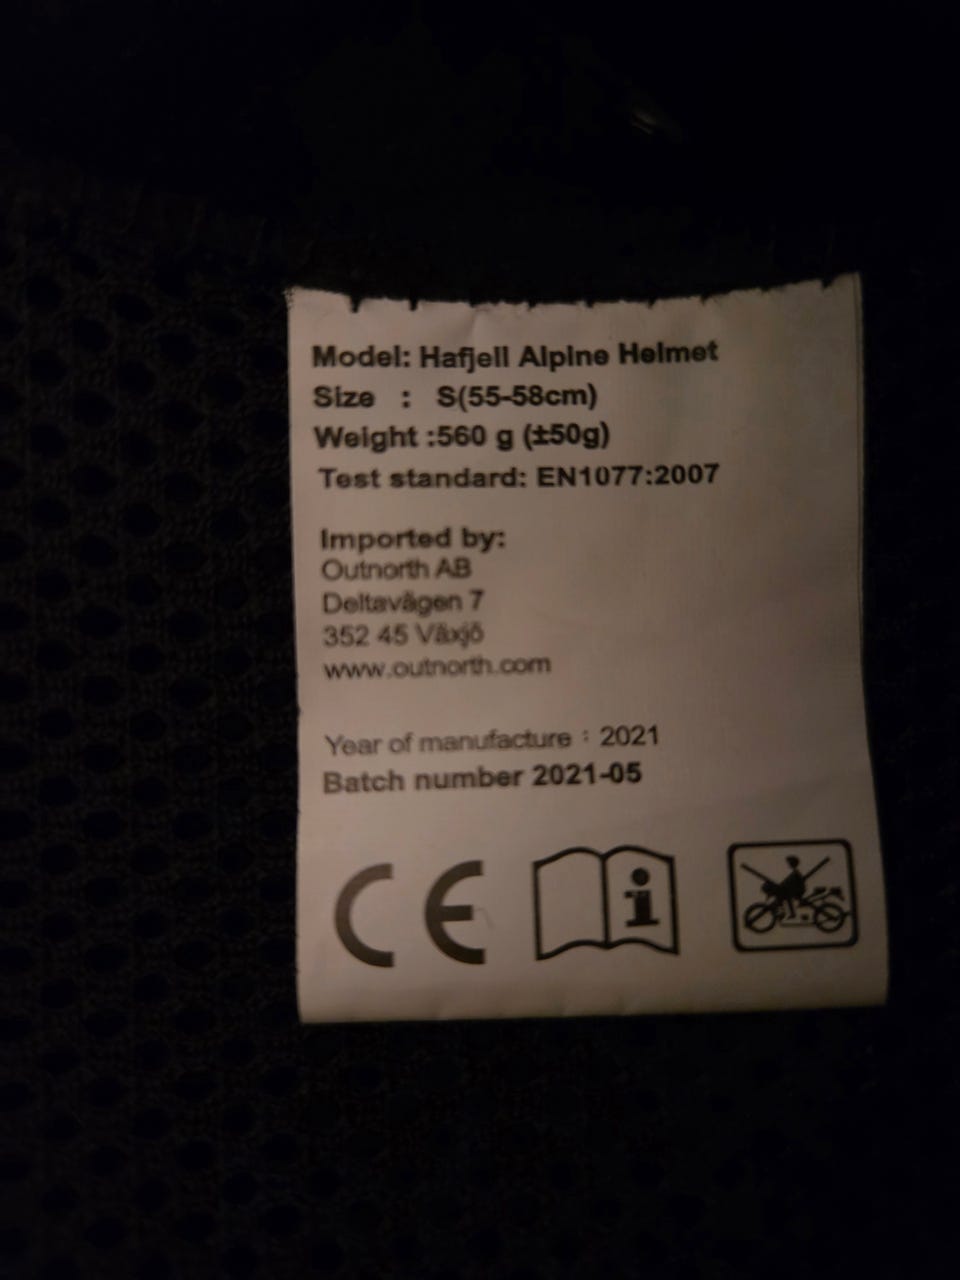 Model: Hafjell Alpine Helmet
Size : S(55-58cm)
Weight :560 g (±50g)
Test standard: EN1077:2007
Imported by:
Outnorth AB
Deltavägen 7
352 45 Växjö
www.outnorth.com
Year of manufacture : 2021
Batch number 2021-05
CE i